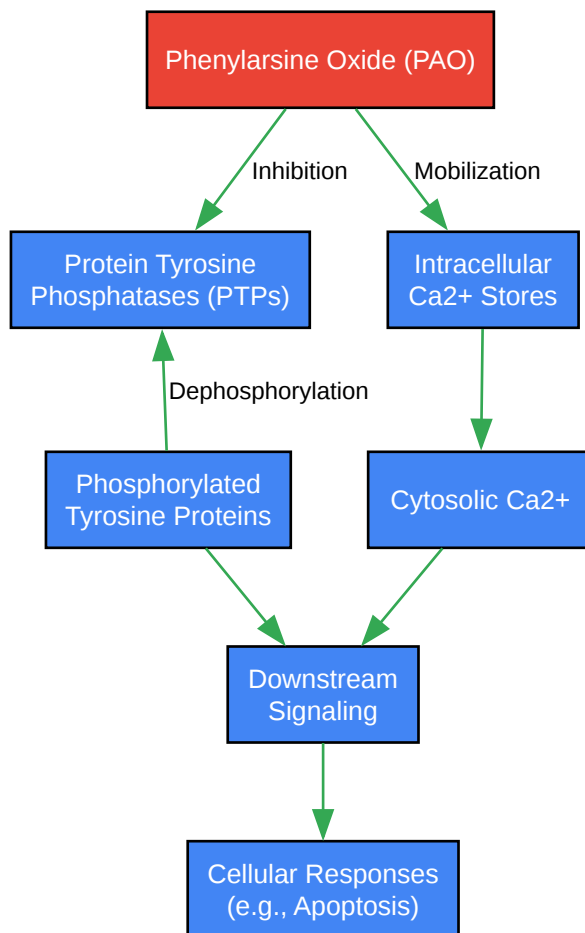 Phenylarsine Oxide (PAO)
Inhibition
Mobilization
Protein Tyrosine
Phosphatases (PTPs)
Intracellular
Ca2+ Stores
Dephosphorylation
Phosphorylated
Tyrosine Proteins
Cytosolic Ca2+
Downstream
Signaling
Cellular Responses
(e.g., Apoptosis)